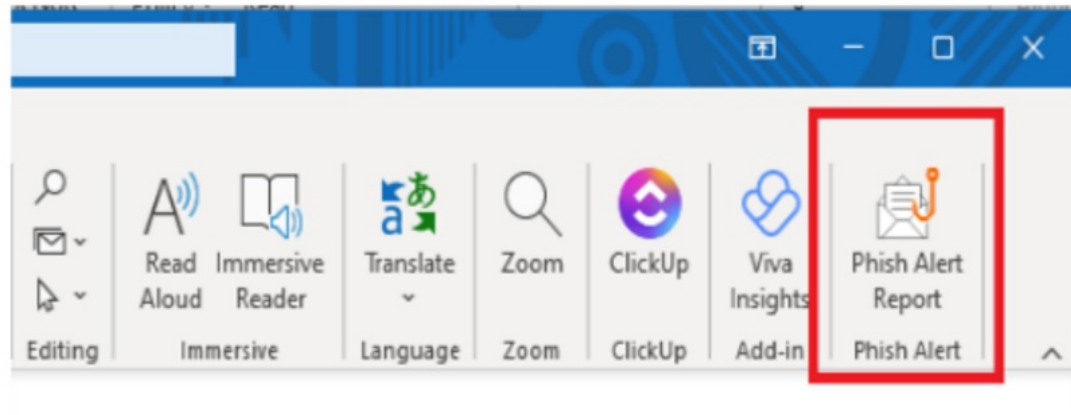 Read Aloud
Immersive Reader
Translate
Zoom
ClickUp
Viva Insights
Phish Alert Report
Editing
Immersive
Language
Zoom
ClickUp
Add-in
Phish Alert